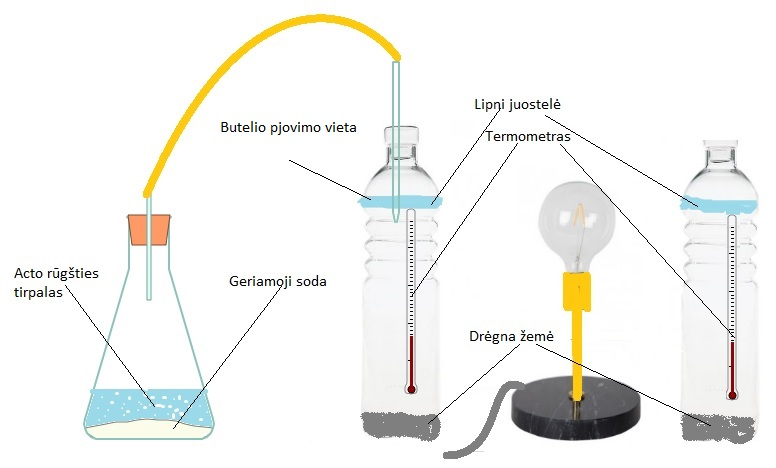 Lipni juostelė
Butelio pjovimo vieta
Termometras
Acto rūgšties
tirpalas
Geriamoji soda
Drėgna žemė